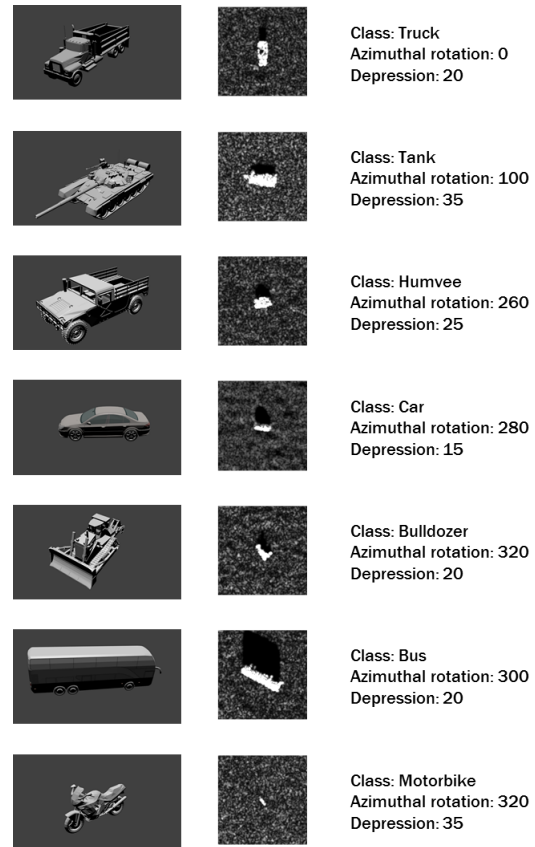 Class: Truck
Azimuthal rotation: 0
Depression: 20
Class: Tank
Azimuthal rotation: 100
Depression: 35
Class: Humvee
Azimuthal rotation: 260
Depression: 25
Class: Car
Azimuthal rotation: 280
Depression: 15
Class: Bulldozer
Azimuthal rotation: 320
Depression: 20
Class: Bus
Azimuthal rotation: 300
Depression: 20
Class: Motorbike
Azimuthal rotation: 320
Depression: 35